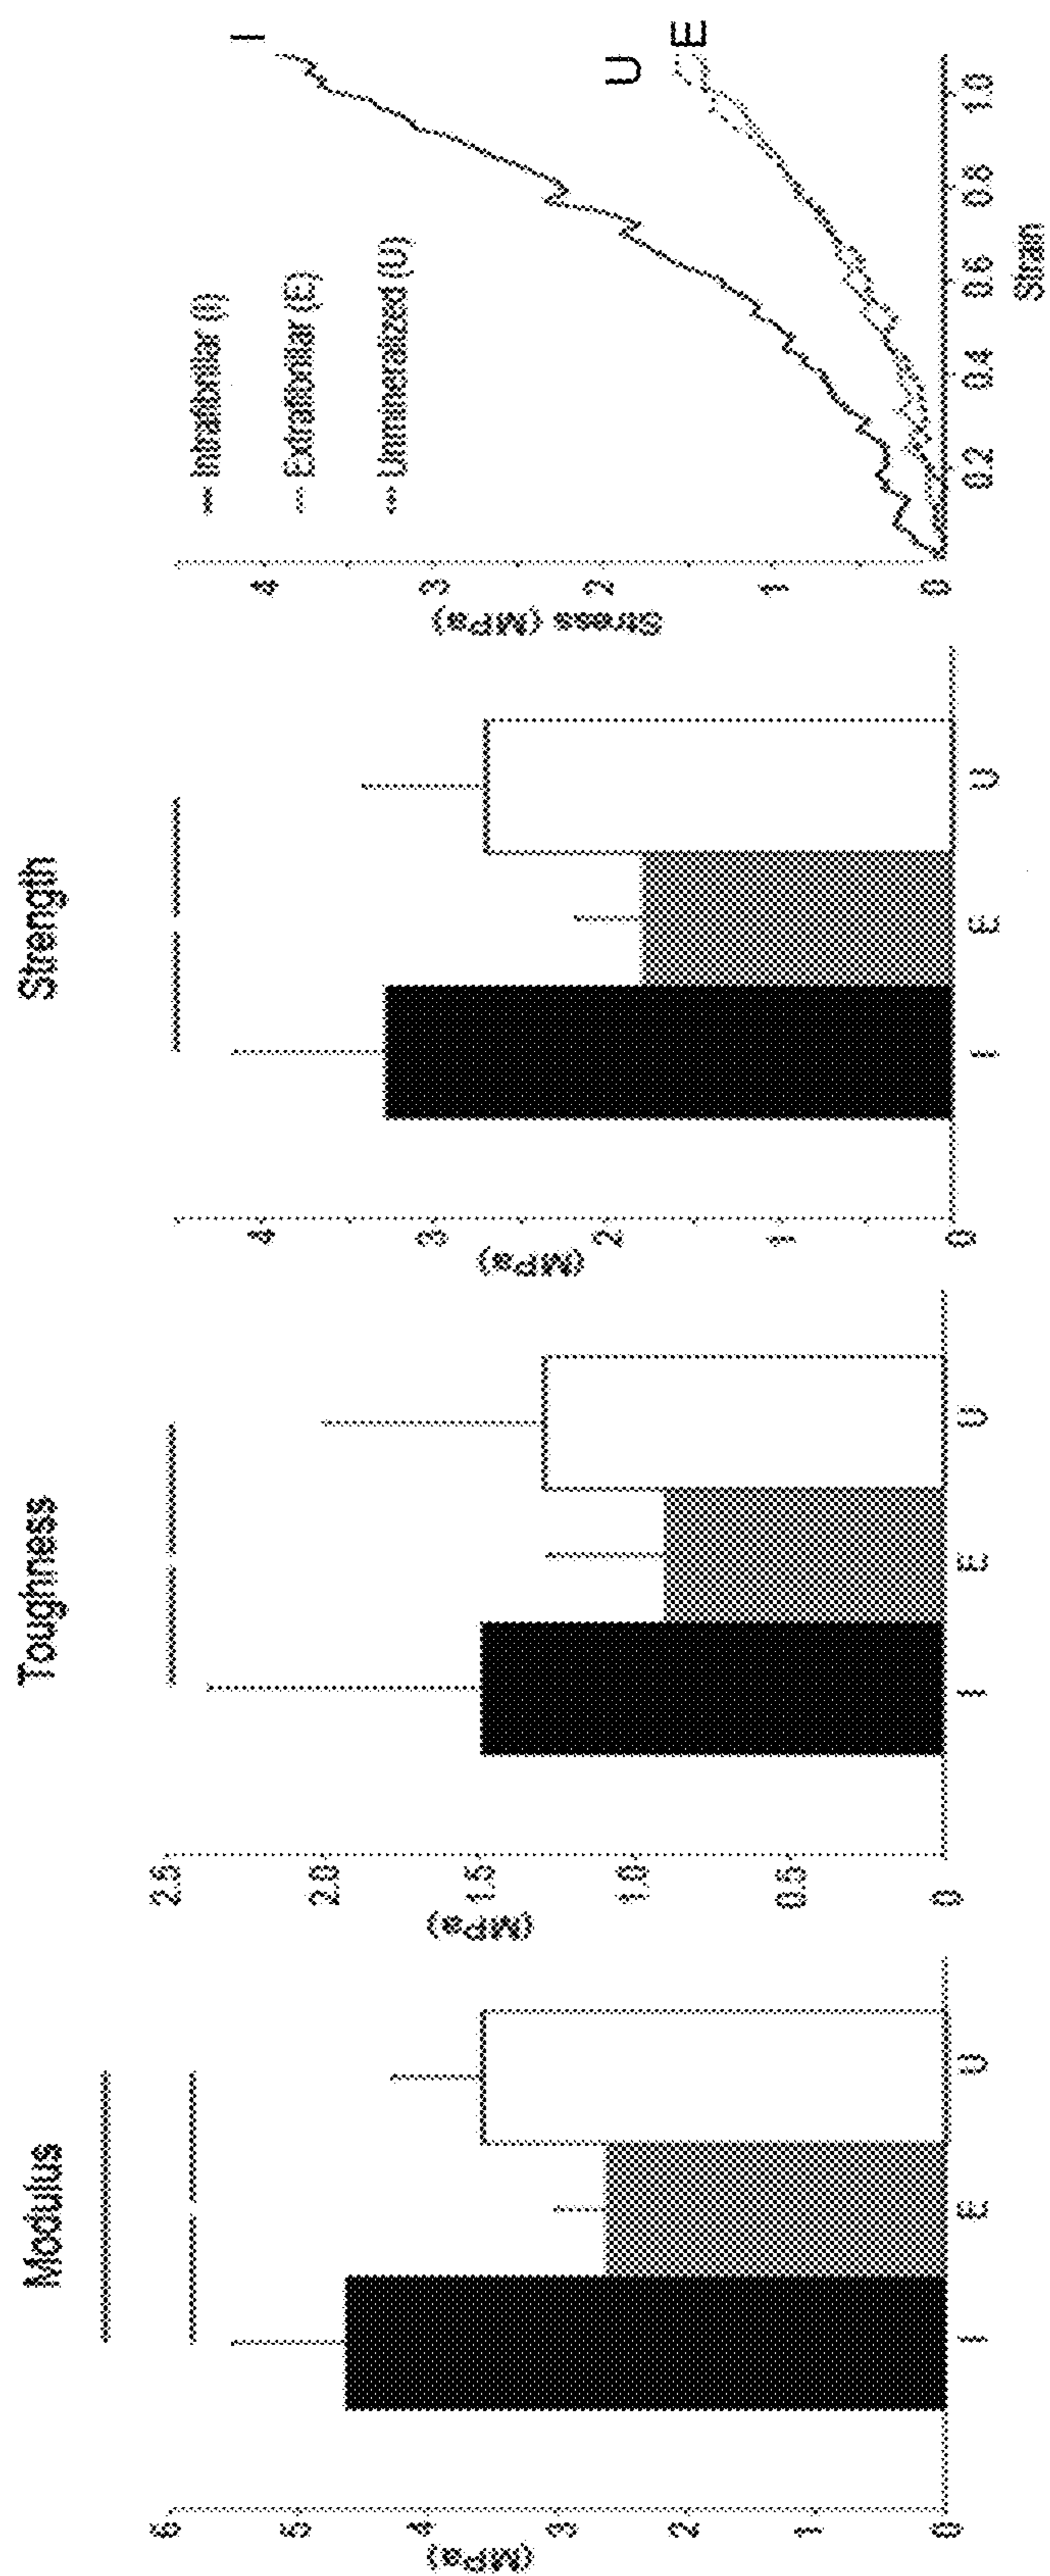 Modulus
(MPa)
6
5
4
3
2
1
0
I E U
Toughness
(MPa)
2.5
2.0
1.5
1.0
0.5
0
I E U
Strength
(MPa)
4
3
2
1
0
I E U
Intrafibrillar (I)
Extrafibrillar (E)
Unmineralized (U)
Stress (MPa)
4
3
2
1
0
I
U
E
0.2 0.4 0.6 0.8 1.0
Strain